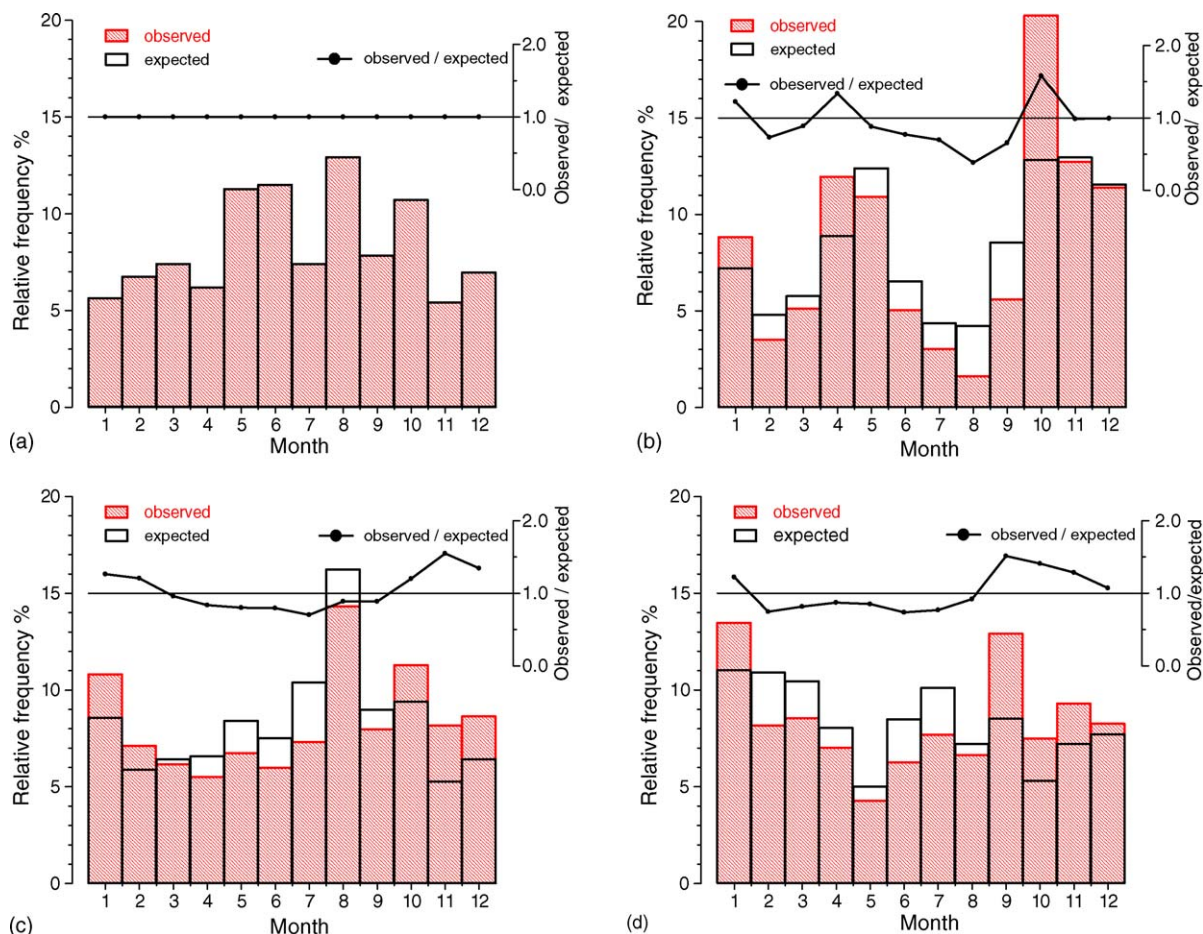 20
15
10
5
0
Relative frequency %
observed
expected
observed / expected
2.0
1.0
0.0
Observed/ expected
1 2 3 4 5 6 7 8 9 10 11 12
Month
(a)
20
15
10
5
0
Relative frequency %
observed
expected
obeserved / expected
2.0
1.0
0.0
Observed/ expected
1 2 3 4 5 6 7 8 9 10 11 12
Month
(b)
20
15
10
5
0
Relative frequency %
observed
expected
observed / expected
2.0
1.0
0.0
Observed / expected
1 2 3 4 5 6 7 8 9 10 11 12
Month
(c)
20
15
10
5
0
Relative frequency %
observed
expected
observed / expected
2.0
1.0
0.0
Observed/expected
1 2 3 4 5 6 7 8 9 10 11 12
Month
(d)